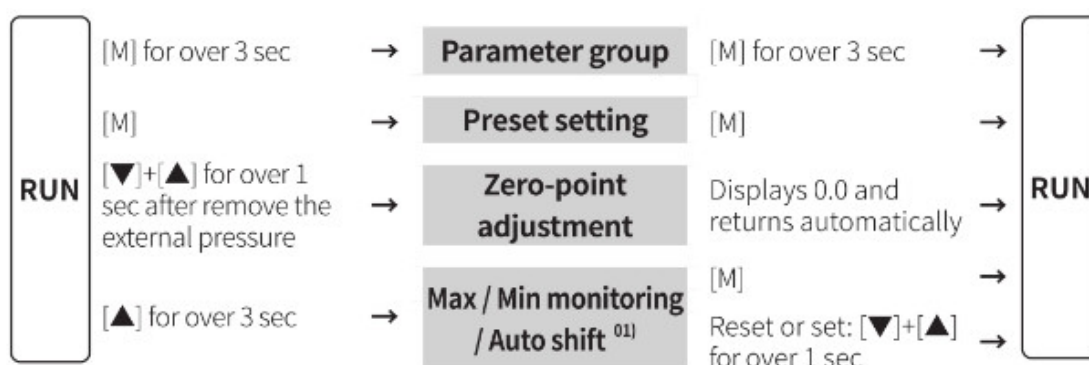 RUN
[M] for over 3 sec
→
Parameter group
[M] for over 3 sec
→
[M]
→
Preset setting
[M]
→
[▼]+[▲] for over 1
sec after remove the
external pressure
→
Zero-point
adjustment
Displays 0.0 and
returns automatically
→
[▲] for over 3 sec
→
Max / Min monitoring
/ Auto shift 01)
[M]
→
Reset or set: [▼]+[▲]
for over 1 sec
→
RUN